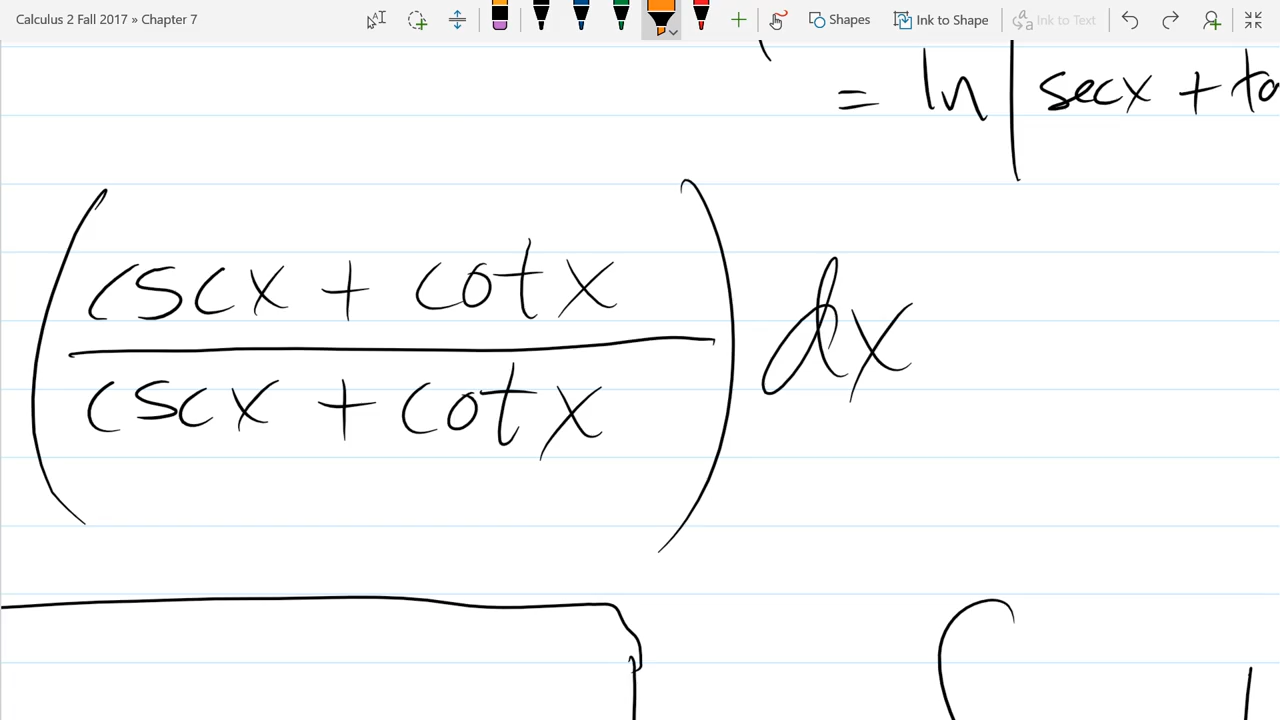 Calculus 2 Fall 2017 » Chapter 7
Shapes
Ink to Shape
Ink to Text
= ln | secx + ta
( cscx + cotx
cscx + cotx ) dx